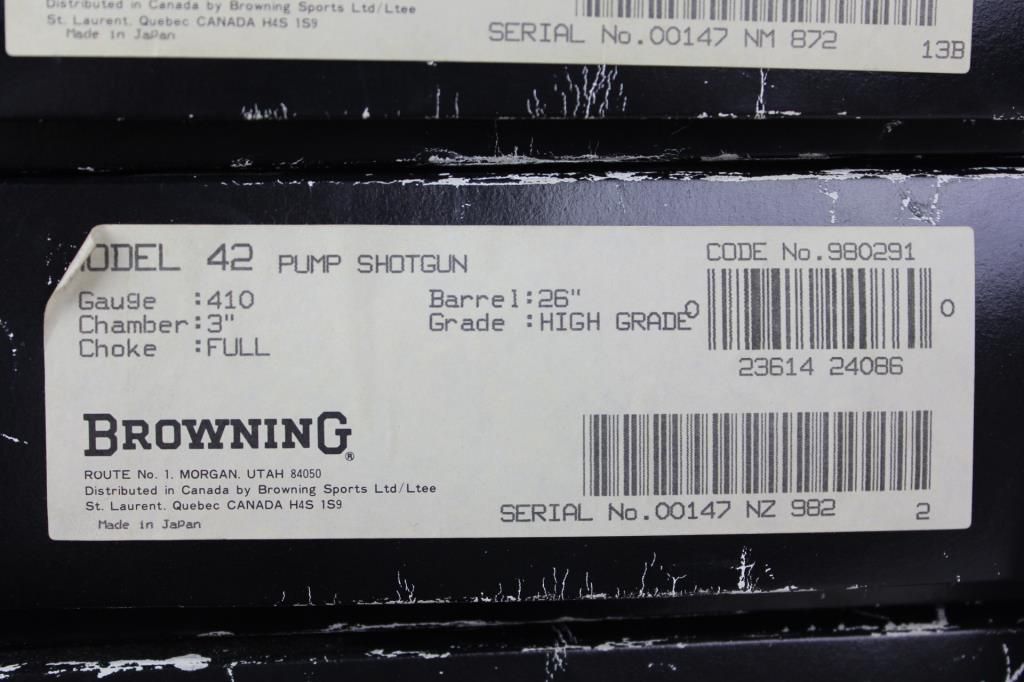 Distributed in Canada by Browning Sports Ltd/Ltee
St. Laurent. Quebec CANADA H4S 1S9
Made in Japan
SERIAL No.00147 NM 872
13B
MODEL 42 PUMP SHOTGUN
Gauge :410
Chamber:3"
Choke :FULL
Barrel:26"
Grade :HIGH GRADE
CODE No.980291
0 0
23614 24086
BROWNING®
ROUTE No. 1. MORGAN. UTAH 84050
Distributed in Canada by Browning Sports Ltd/Ltee
St. Laurent. Quebec CANADA H4S 1S9
Made in Japan
SERIAL No.00147 NZ 982
2